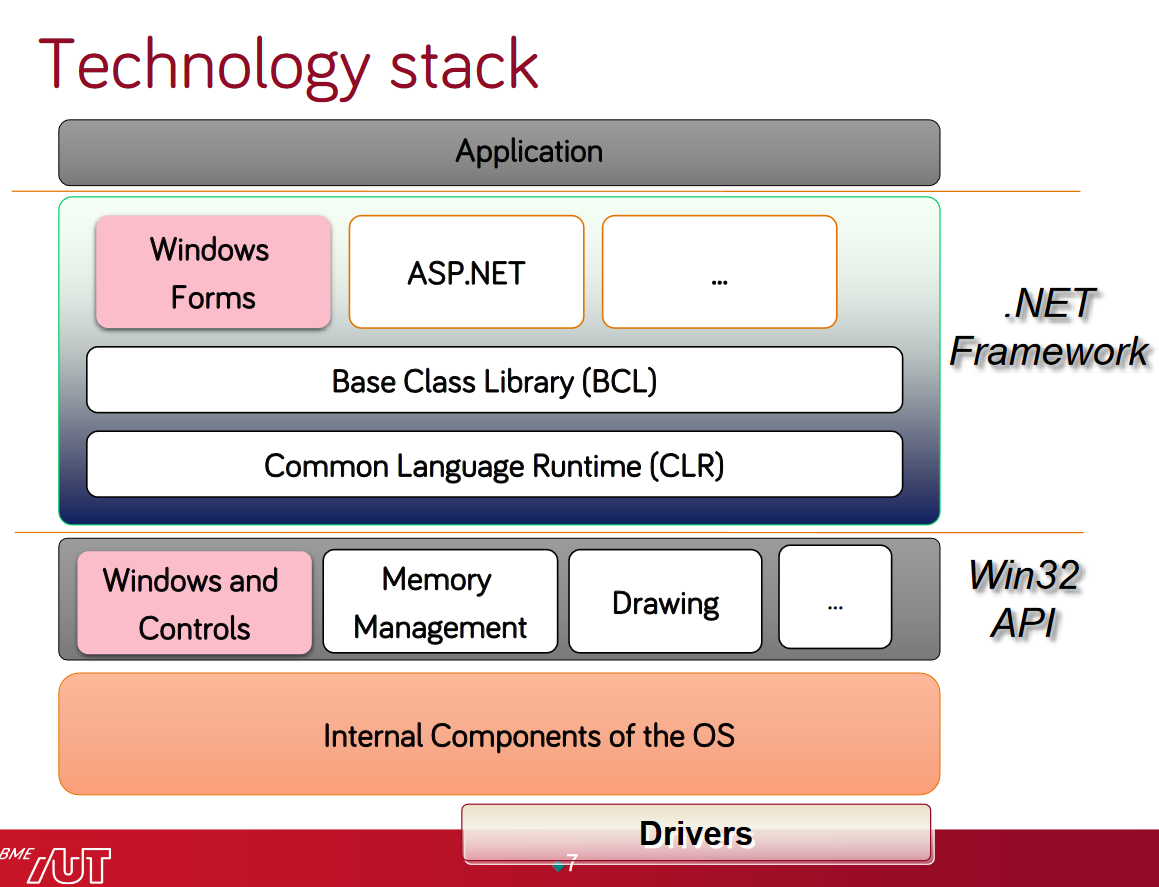 Technology stack
Application
Windows
Forms
ASP.NET
...
.NET
Framework
Base Class Library (BCL)
Common Language Runtime (CLR)
Windows and
Controls
Memory
Management
Drawing
...
Win32
API
Internal Components of the OS
Drivers
BME AUT
7